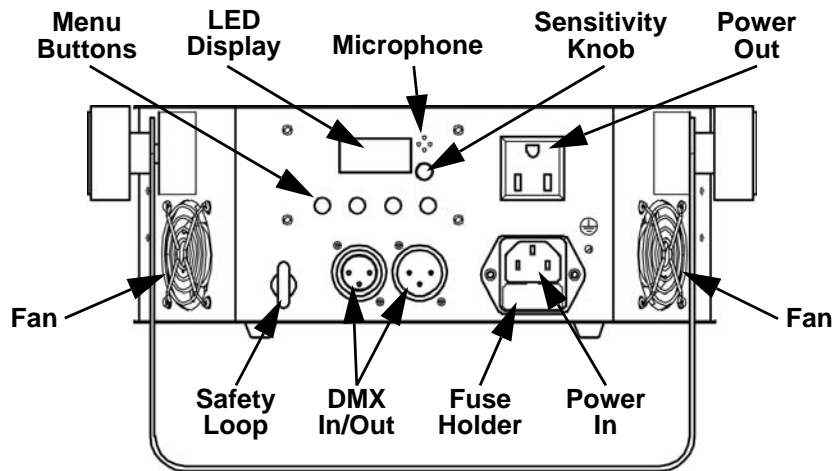 Menu
Buttons
LED
Display
Microphone
Sensitivity
Knob
Power
Out
Fan
Fan
Safety
Loop
DMX
In/Out
Fuse
Holder
Power
In